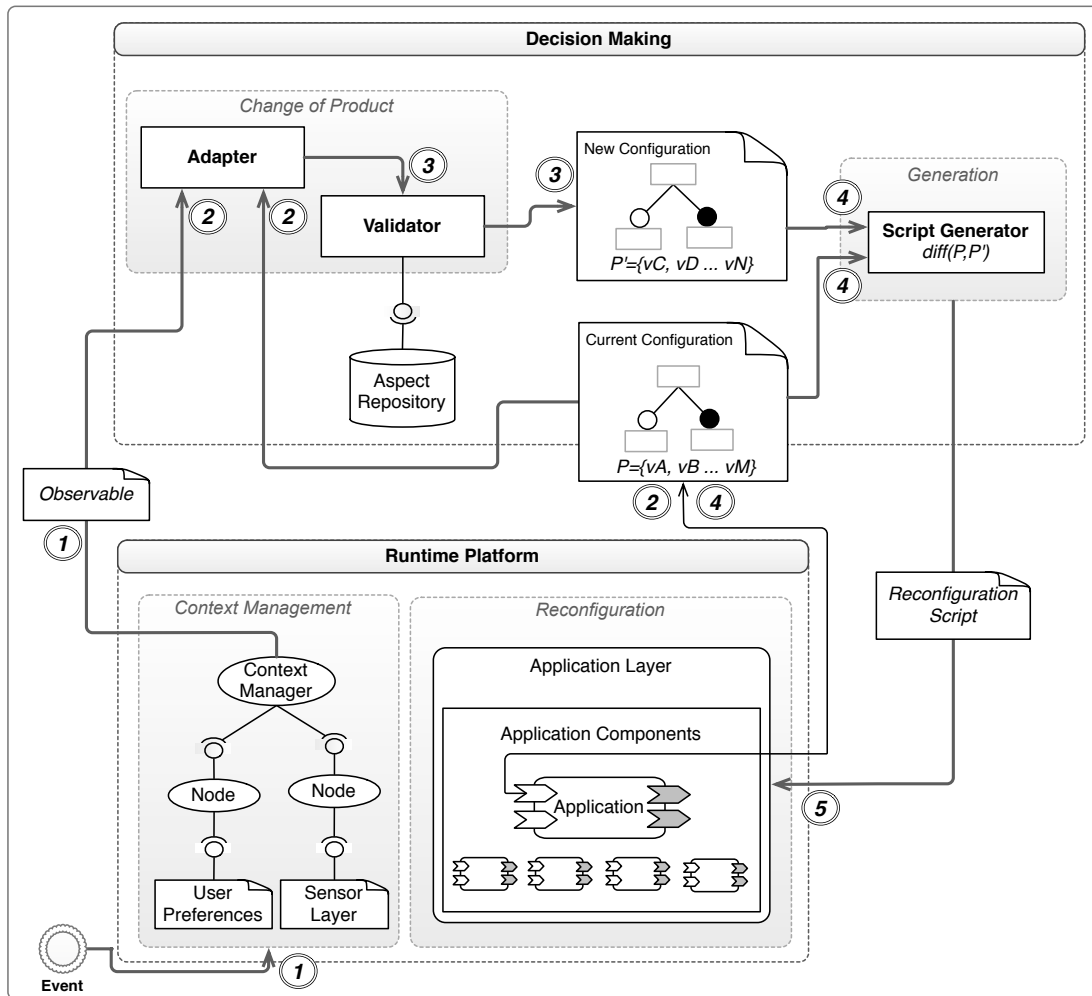 Decision Making
Change of Product
Adapter
3
2
2
Validator
Aspect
Repository
3
New Configuration
P'={vC, vD ... vN}
4
Generation
Script Generator
diff(P,P')
4
Current Configuration
P={vA, vB ... vM}
2
4
Observable
1
Runtime Platform
Context Management
Context
Manager
Node
Node
User
Preferences
Sensor
Layer
Reconfiguration
Application Layer
Application Components
Application
Reconfiguration
Script
5
Event
1